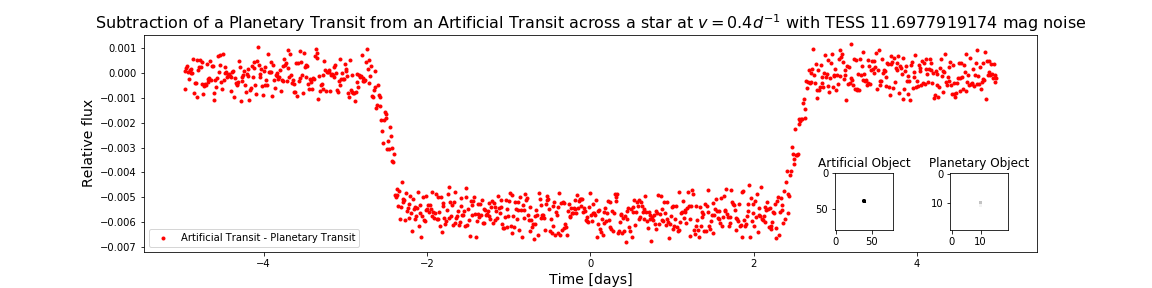 Subtraction of a Planetary Transit from an Artificial Transit across a star at v = 0.4d⁻¹ with TESS 11.6977919174 mag noise
Relative flux
0.001
0.000
−0.001
−0.002
−0.003
−0.004
−0.005
−0.006
−0.007
Artificial Transit - Planetary Transit
Artificial Object
0
50
0 50
Planetary Object
0
10
0 10
−4 −2 0 2 4
Time [days]